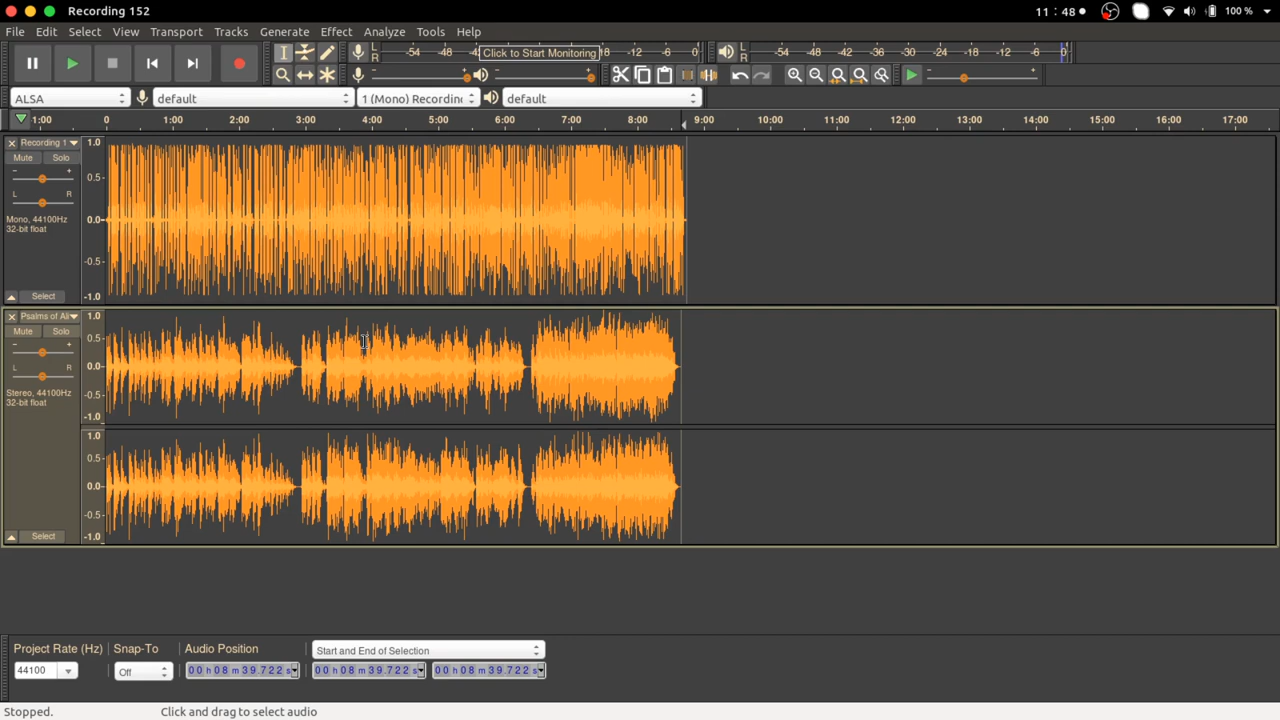 Recording 152
11:48
100 %
File Edit Select View Transport Tracks Generate Effect Analyze Tools Help
L R -54 -48 Click to Start Monitoring -18 -12 -6 0
L R -54 -48 -42 -36 -30 -24 -18 -12 -6 0
ALSA default 1 (Mono) Recordin default
1:00 0 1:00 2:00 3:00 4:00 5:00 6:00 7:00 8:00 9:00 10:00 11:00 12:00 13:00 14:00 15:00 16:00 17:00
Recording 1
Mute Solo
- +
L R
Mono, 44100Hz
32-bit float
Select
1.0
0.5
0.0
-0.5
-1.0
Psalms of Ali
Mute Solo
- +
L R
Stereo, 44100Hz
32-bit float
Select
1.0
0.5
0.0
-0.5
-1.0
1.0
0.5
0.0
-0.5
-1.0
Project Rate (Hz) Snap-To Audio Position Start and End of Selection
44100 Off 00 h 08 m 39.722 s 00 h 08 m 39.722 s 00 h 08 m 39.722 s
Stopped. Click and drag to select audio